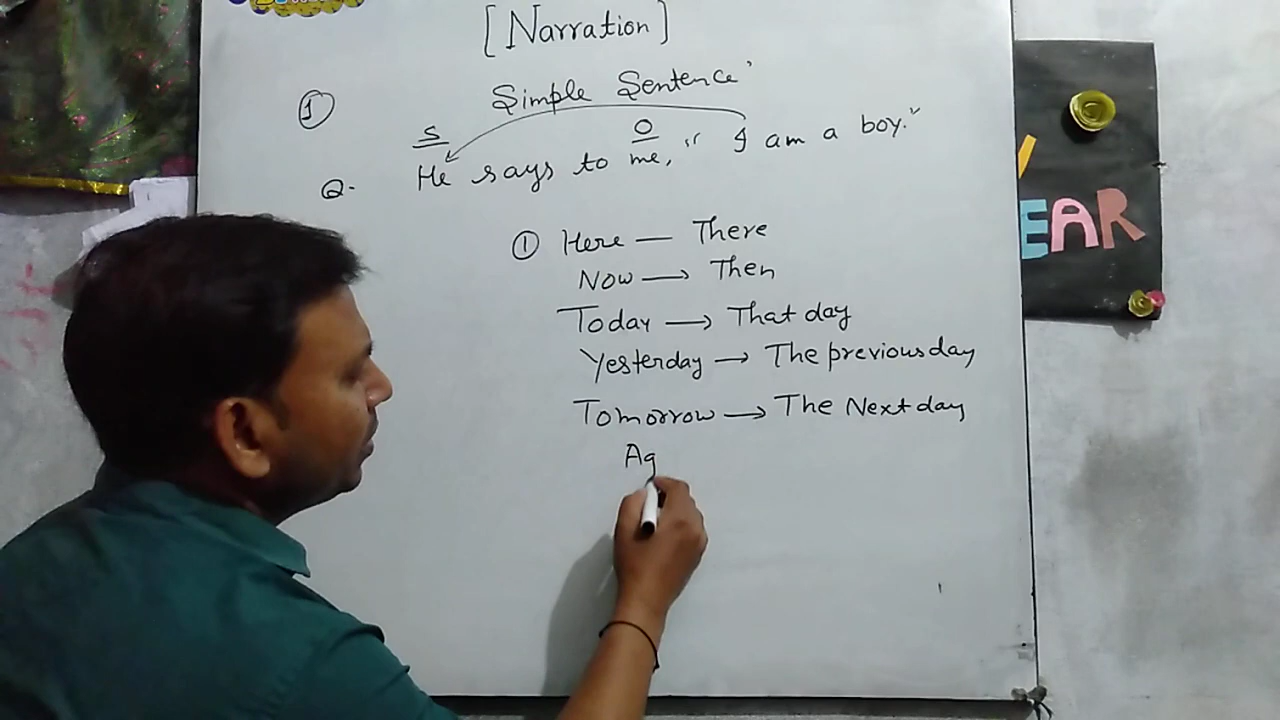 [Narration]
① Simple Sentence'
S O
Q- He says to me, "I am a boy."
① Here — There
Now → Then
Today → That day
Yesterday → The previous day
Tomorrow → The Next day
Ag
EAR